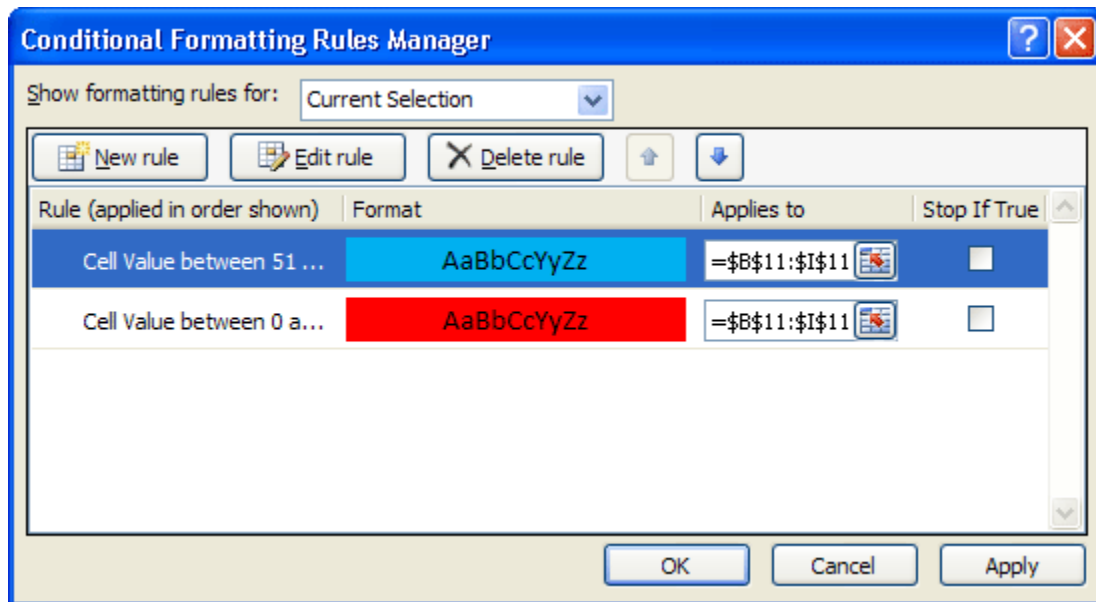 Conditional Formatting Rules Manager
Show formatting rules for: Current Selection
New rule Edit rule Delete rule
Rule (applied in order shown) Format Applies to Stop If True
Cell Value between 51 ... AaBbCcYyZz =$B$11:$I$11
Cell Value between 0 a... AaBbCcYyZz =$B$11:$I$11
OK Cancel Apply